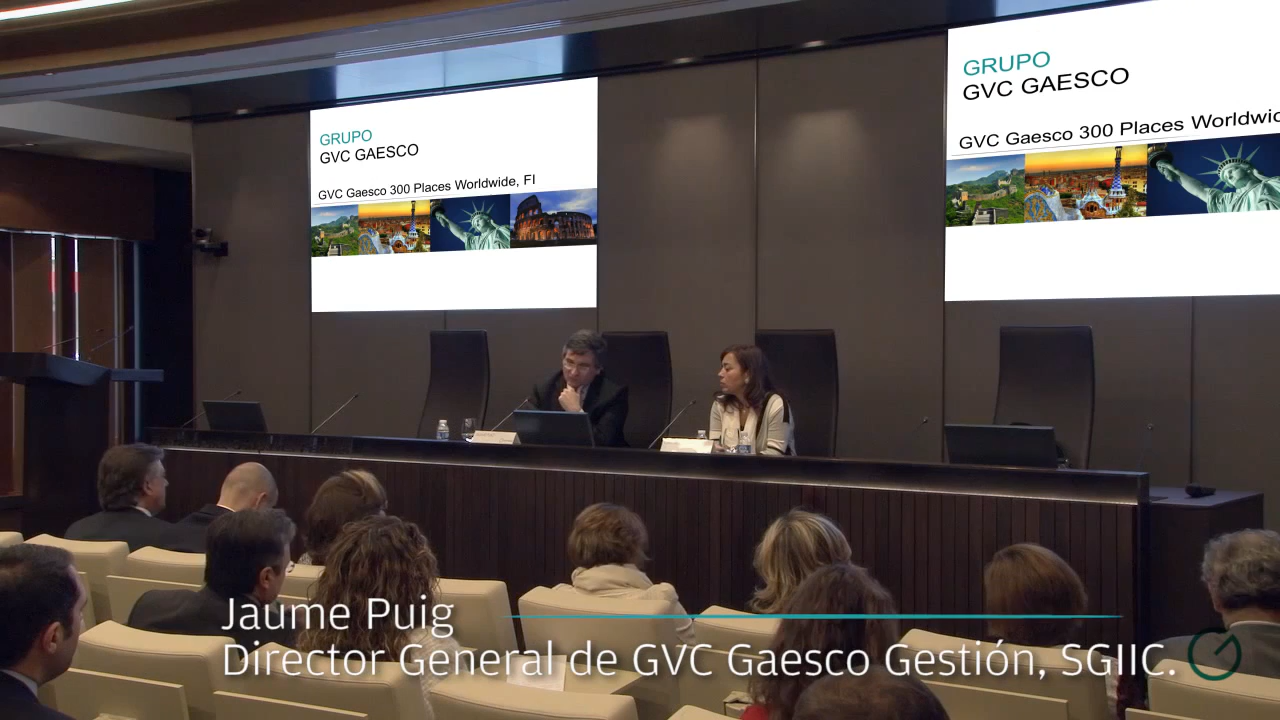 GRUPO
GVC GAESCO
GVC Gaesco 300 Places Worldwide, FI
GRUPO
GVC GAESCO
GVC Gaesco 300 Places Worldwid
Jaume Puig
Director General de GVC Gaesco Gestión, SGIIC.